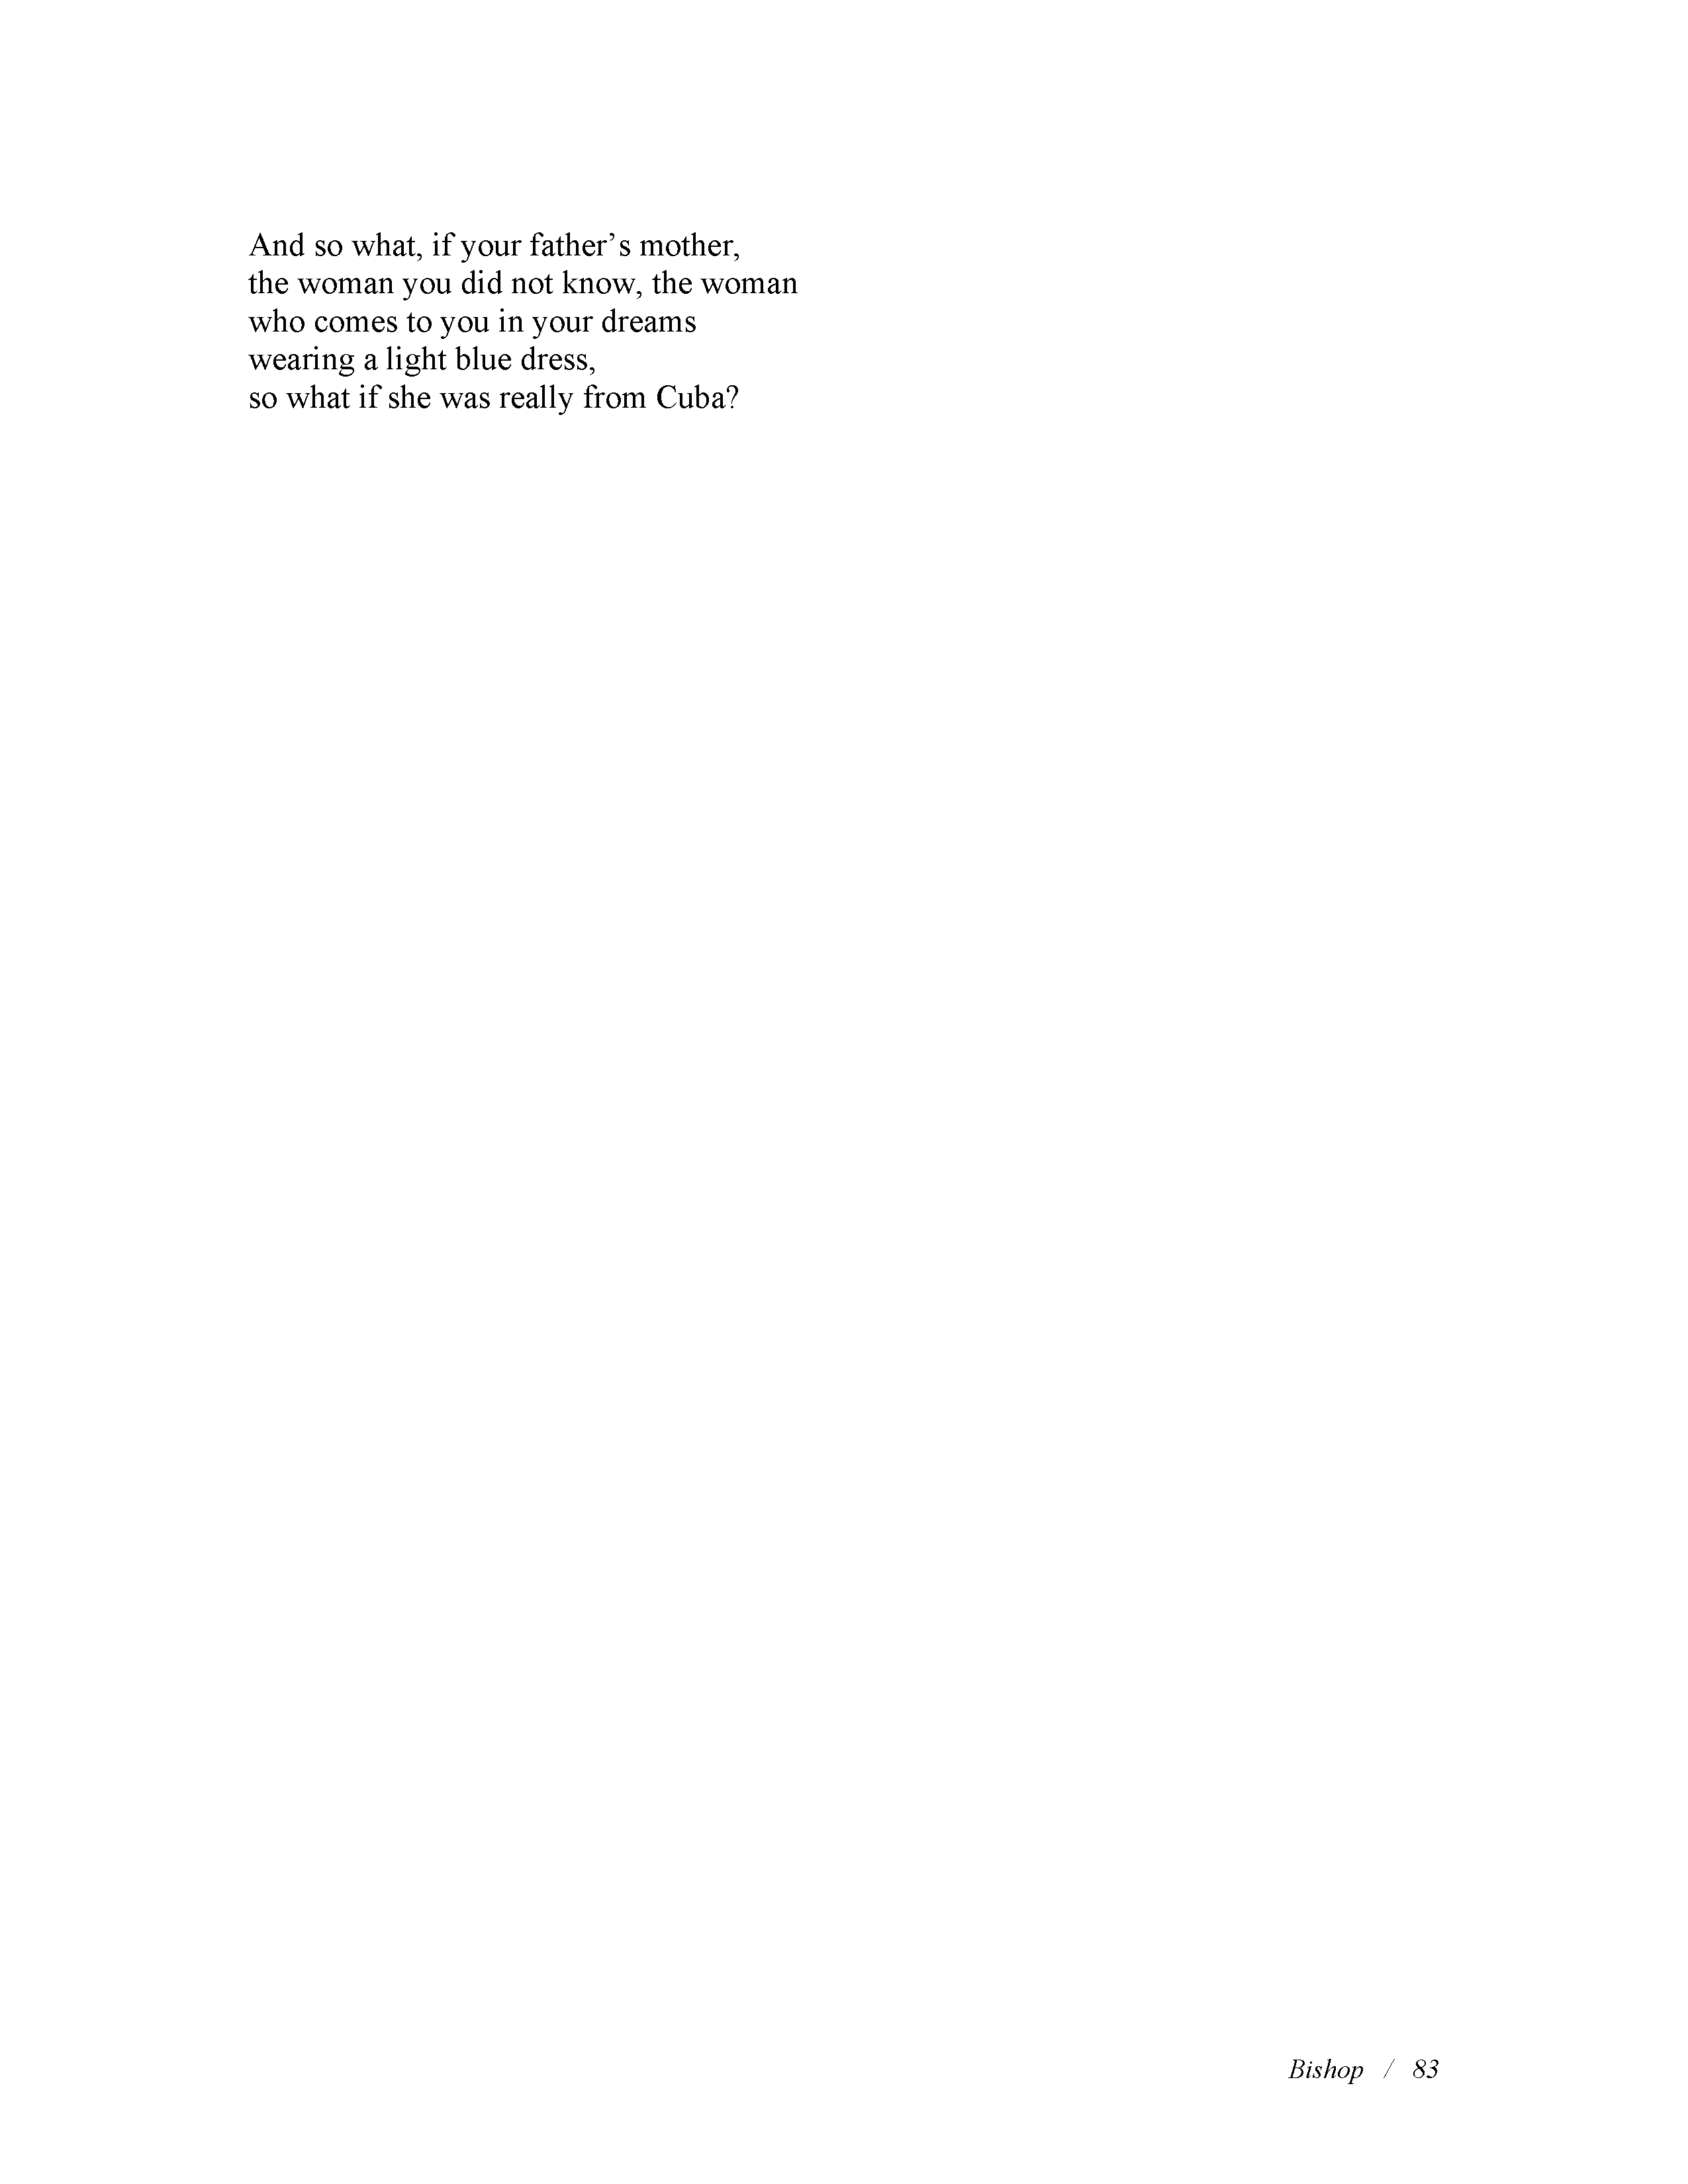 And so what, if your father’s mother,
the woman you did not know, the woman
who comes to you in your dreams
wearing a light blue dress,
so what if she was really from Cuba?
Bishop / 83